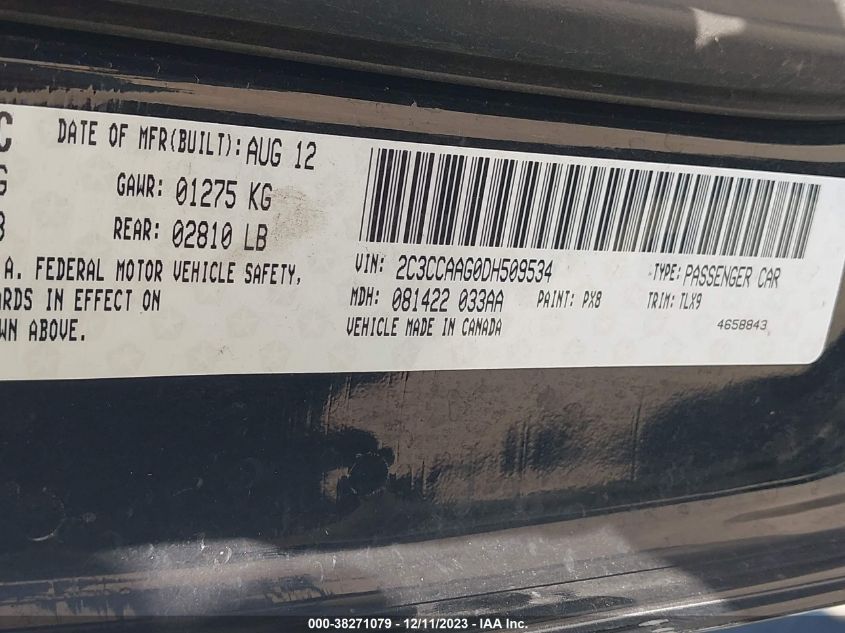 C
DATE OF MFR(BUILT): AUG 12
G
GAWR: 01275 KG
REAR: 02810 LB
VIN: 2C3CCAAG0DH509534
TYPE: PASSENGER CAR
A. FEDERAL MOTOR VEHICLE SAFETY,
MDH: 081422 033AA PAINT: PX8 TRIM: TLX9
ARDS IN EFFECT ON
VEHICLE MADE IN CANADA
4658843
WN ABOVE.
000-38271079 - 12/11/2023 - IAA Inc.